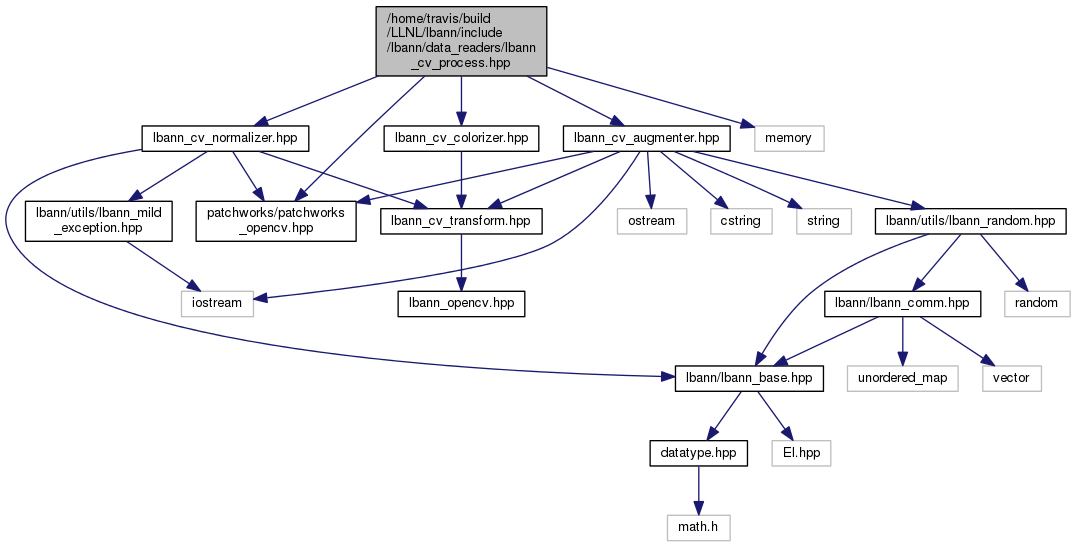 /home/travis/build
/LLNL/lbann/include
/lbann/data_readers/lbann
_cv_process.hpp
lbann_cv_normalizer.hpp
lbann_cv_colorizer.hpp
lbann_cv_augmenter.hpp
memory
lbann/utils/lbann_mild
_exception.hpp
patchworks/patchworks
_opencv.hpp
lbann_cv_transform.hpp
ostream
cstring
string
lbann/utils/lbann_random.hpp
iostream
lbann_opencv.hpp
lbann/lbann_comm.hpp
random
lbann/lbann_base.hpp
unordered_map
vector
datatype.hpp
El.hpp
math.h